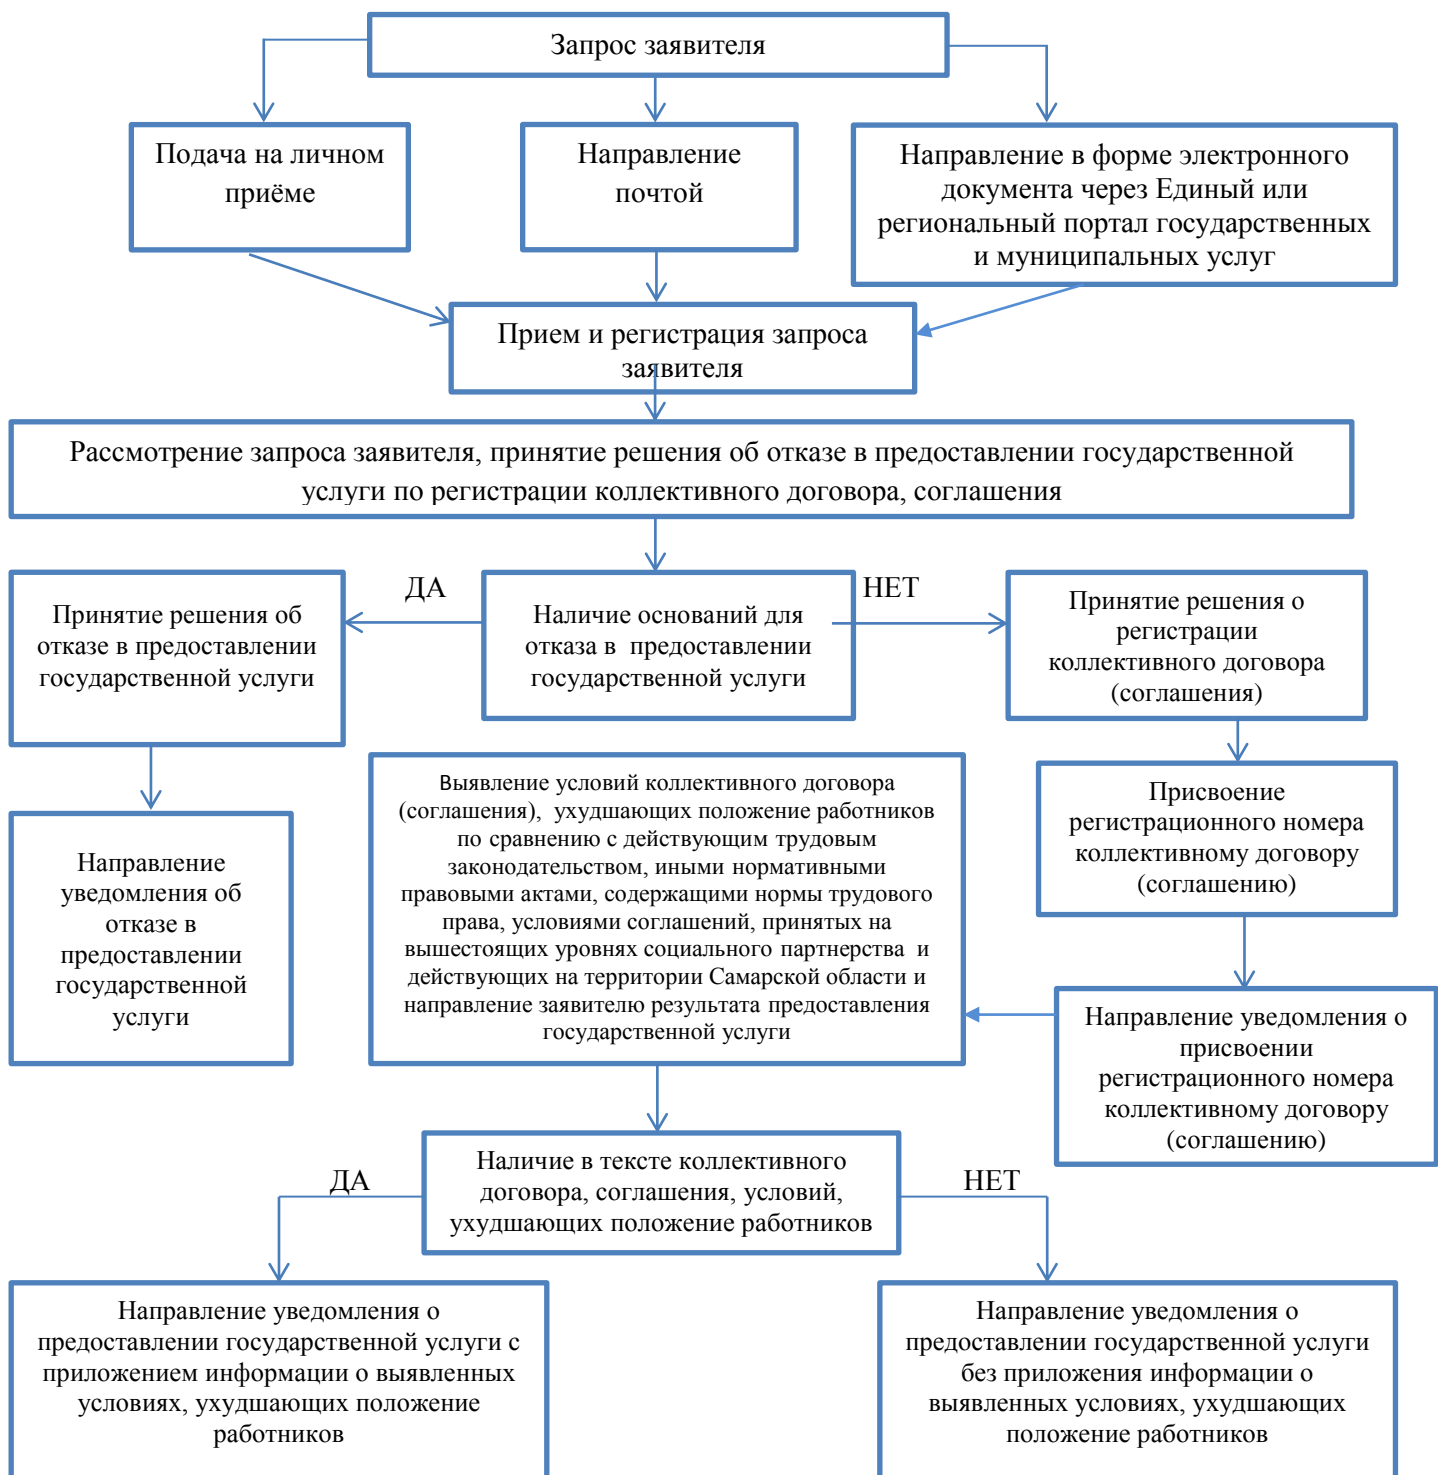 Запрос заявителя
Подача на личном
приёме
Направление
почтой
Направление в форме электронного
документа через Единый или
региональный портал государственных
и муниципальных услуг
Прием и регистрация запроса
заявителя
Рассмотрение запроса заявителя, принятие решения об отказе в предоставлении государственной
услуги по регистрации коллективного договора, соглашения
ДА
НЕТ
Принятие решения об
отказе в предоставлении
государственной услуги
Наличие оснований для
отказа в предоставлении
государственной услуги
Принятие решения о
регистрации
коллективного договора
(соглашения)
Направление
уведомления об
отказе в
предоставлении
государственной
услуги
Выявление условий коллективного договора
(соглашения), ухудшающих положение работников
по сравнению с действующим трудовым
законодательством, иными нормативными
правовыми актами, содержащими нормы трудового
права, условиями соглашений, принятых на
вышестоящих уровнях социального партнерства и
действующих на территории Самарской области и
направление заявителю результата предоставления
государственной услуги
Присвоение
регистрационного номера
коллективному договору
(соглашению)
Направление уведомления о
присвоении
регистрационного номера
коллективному договору
(соглашению)
ДА
Наличие в тексте коллективного
договора, соглашения, условий,
ухудшающих положение работников
НЕТ
Направление уведомления о
предоставлении государственной услуги с
приложением информации о выявленных
условиях, ухудшающих положение
работников
Направление уведомления о
предоставлении государственной услуги
без приложения информации о
выявленных условиях, ухудшающих
положение работников